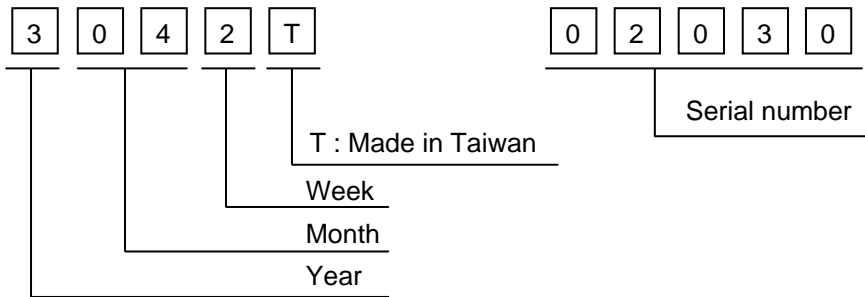 3 0 4 2 T 0 2 0 3 0
Serial number
T : Made in Taiwan
Week
Month
Year